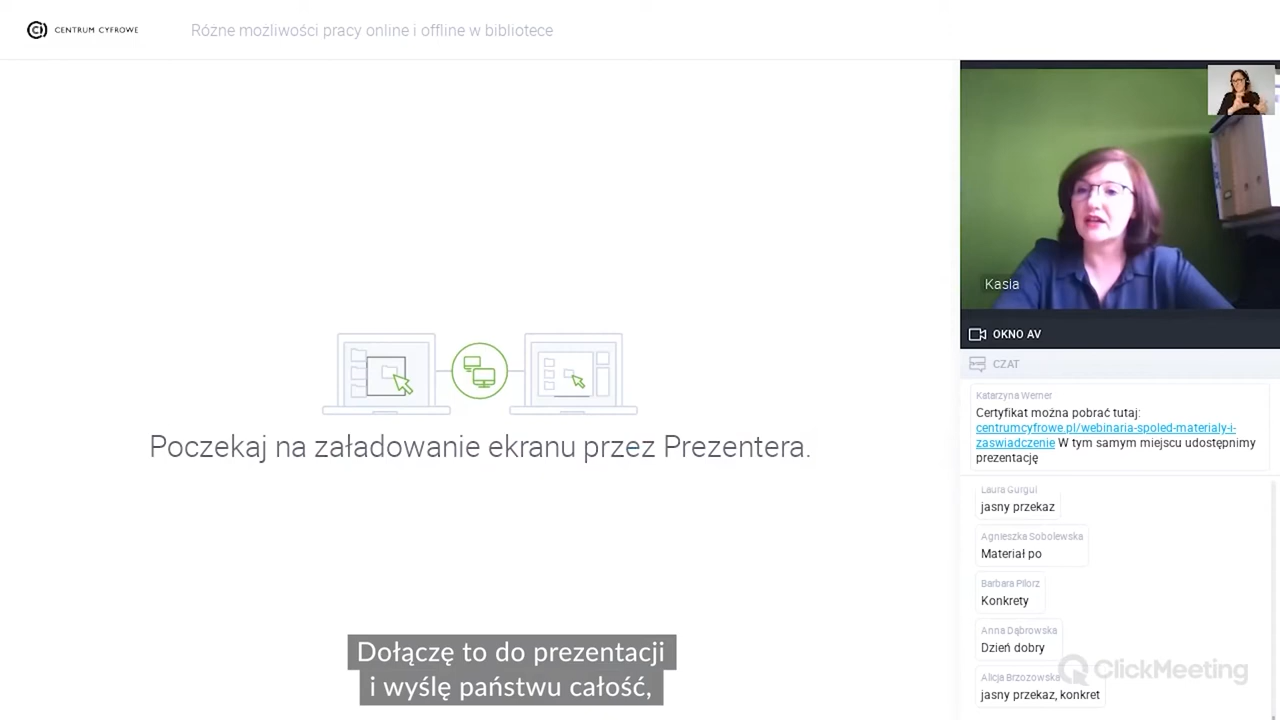 CENTRUM CYFROWE
Różne mozliwości pracy online i offline w bibliotece
Kasia
OKNO AV
CZAT
Katarzyna Werner
Certyfikat można pobrać tutaj:
centrumcyfrowe.pl/webinaria-spoled-materialy-i-
zaswiadczenie W tym samym miejscu udostępnimy
prezentację
Laura Gurgul
jasny przekaz
Agnieszka Sobolewska
Materiał po
Barbara Pilorz
Konkrety
Anna Dąbrowska
Dzień dobry
Alicja Brzozowska
jasny przekaz, konkret
ClickMeeting
Poczekaj na załadowanie ekranu przez Prezentera.
Dołączę to do prezentacji
i wyślę państwu całość,